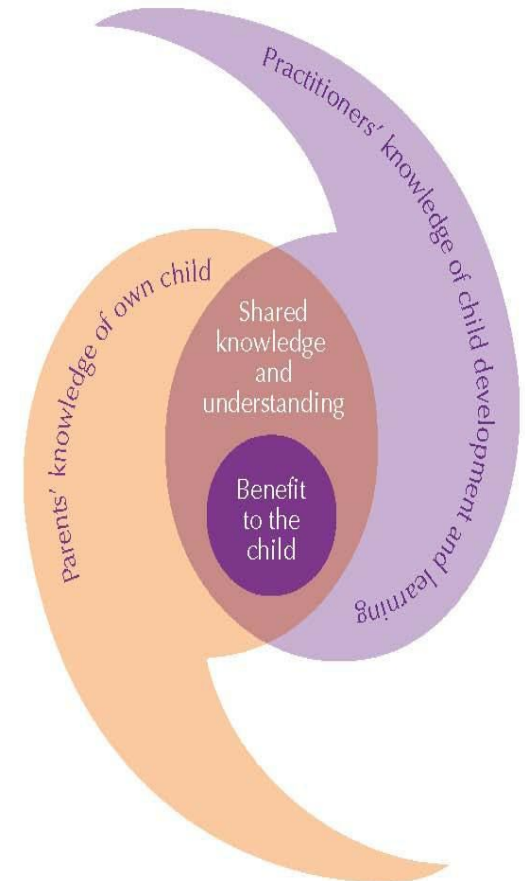 Practitioners' knowledge of child development and learning
Parents' knowledge of own child
Shared
knowledge
and
understanding
Benefit
to the
child